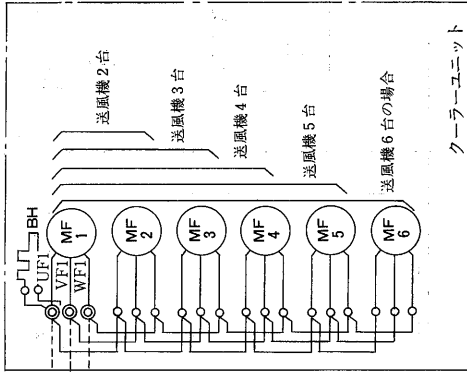 BH
UF1
VF1
WF1
MF
1
MF
2
MF
3
MF
4
MF
5
MF
6
送風機2台
送風機3台
送風機4台
送風機5台
送風機6台の場合
クーラーユニット